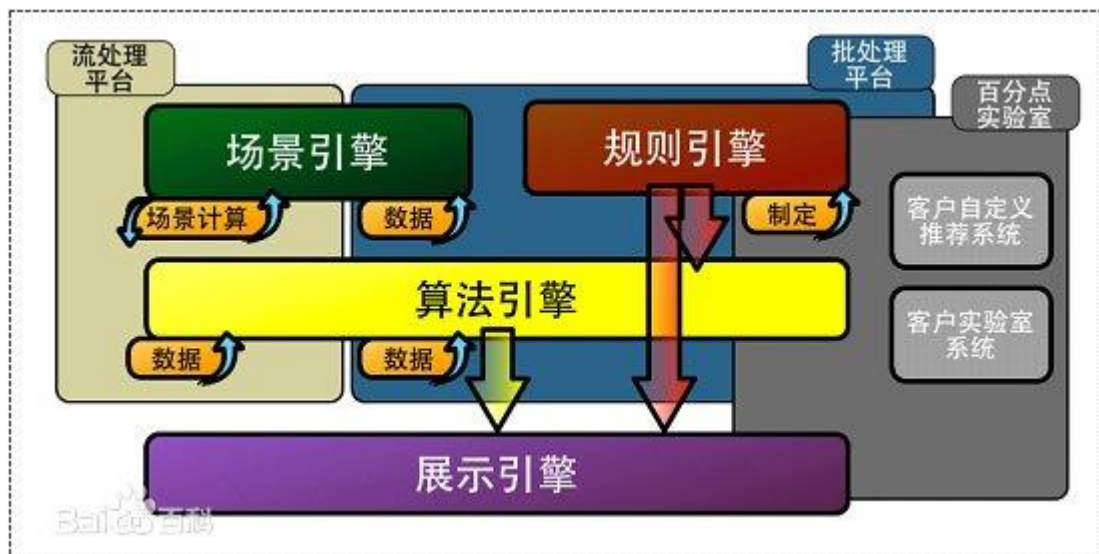 流处理
平台
批处理
平台
百分点
实验室
场景引擎
规则引擎
场景计算
数据
制定
客户自定义
推荐系统
算法引擎
客户实验室
系统
数据
数据
展示引擎
Bai百科